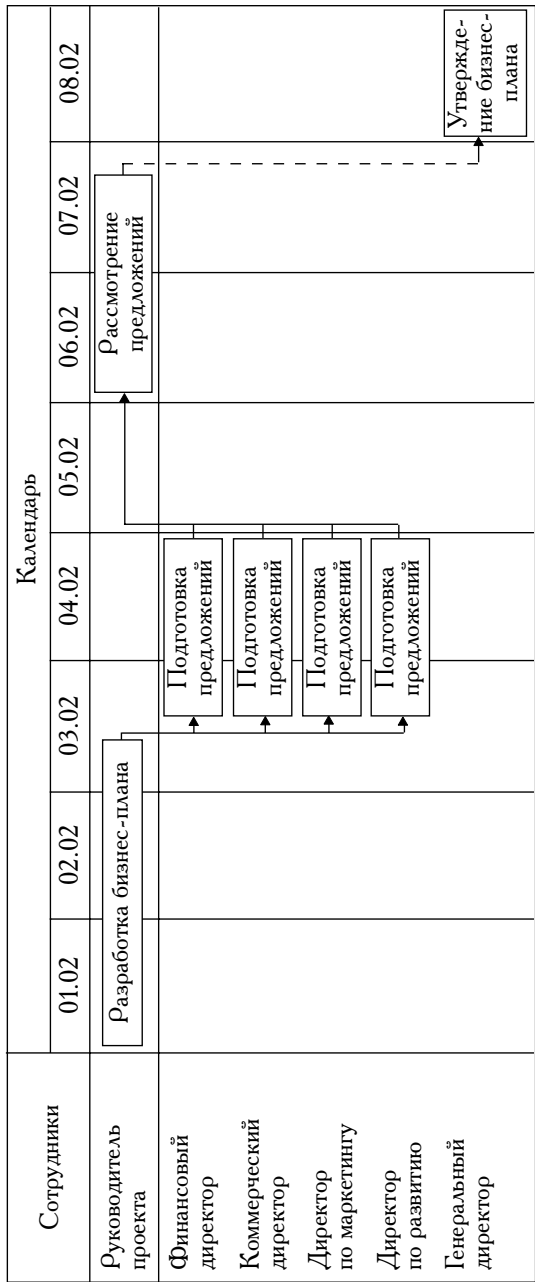 Сотрудники
Календарь
01.02 02.02 03.02 04.02 05.02 06.02 07.02 08.02
Руководитель
проекта
Разработка бизнес-плана
Рассмотрение
предложений
Финансовый
директор
Подготовка
предложений
Коммерческий
директор
Подготовка
предложений
Директор
по маркетингу
Подготовка
предложений
Директор
по развитию
Подготовка
предложений
Генеральный
директор
Утвержде-
ние бизнес-
плана